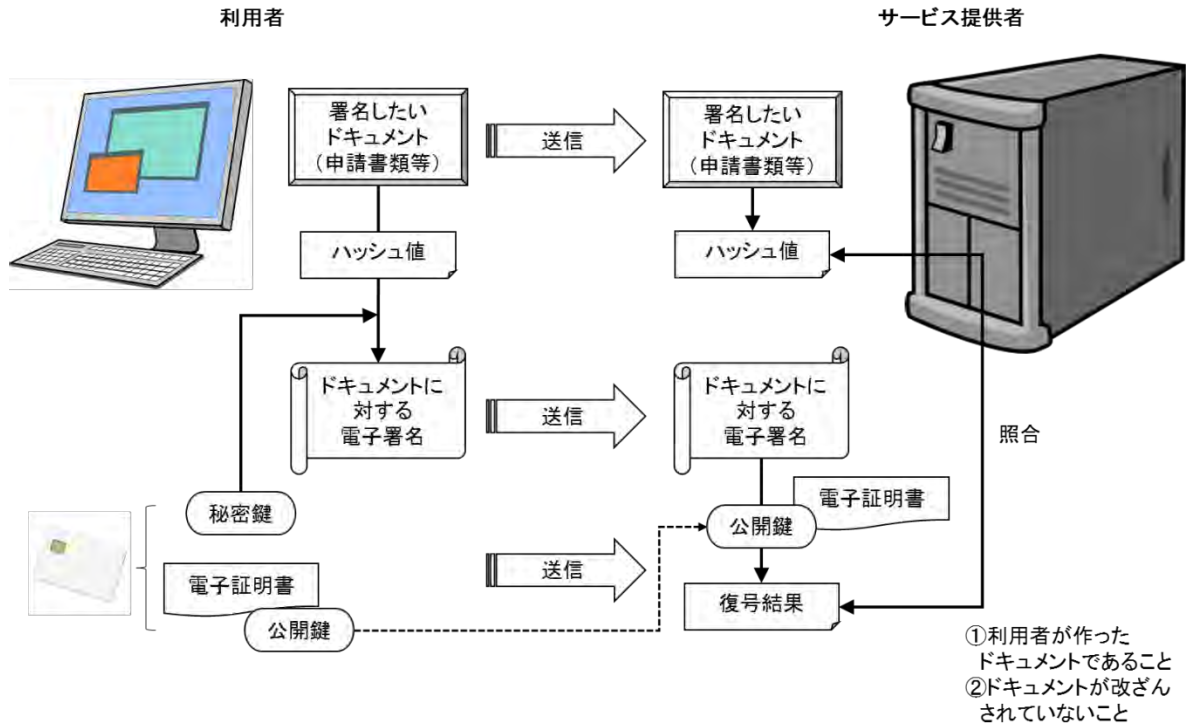 利用者
サービス提供者
署名したい
ドキュメント
（申請書類等）
送信
署名したい
ドキュメント
（申請書類等）
ハッシュ値
ハッシュ値
ドキュメントに
対する
電子署名
送信
ドキュメントに
対する
電子署名
照合
秘密鍵
電子証明書
公開鍵
電子証明書
公開鍵
送信
復号結果
①利用者が作った
ドキュメントであること
②ドキュメントが改ざん
されていないこと